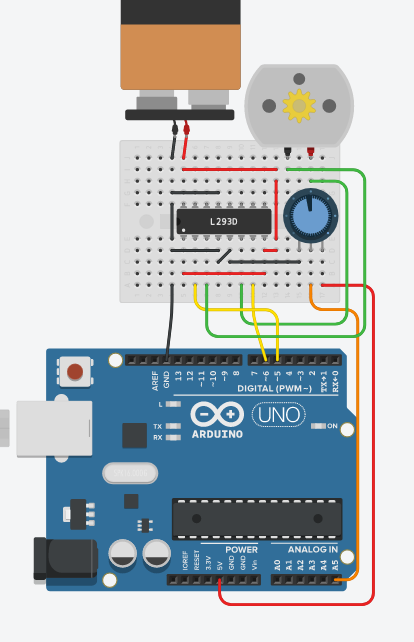 L293D
AREF
GND
13
12
~11
~10
~9
8
7
~6
~5
4
~3
2
TX→1
RX←0
DIGITAL (PWM~)
L
TX
RX
ARDUINO
UNO
ON
POWER
ANALOG IN
IOREF
RESET
3.3V
5V
GND
GND
Vin
A0
A1
A2
A3
A4
A5